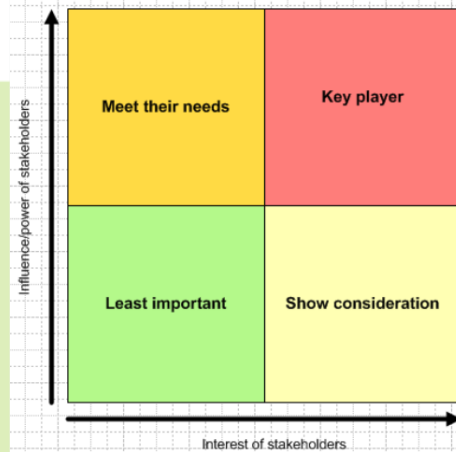 Influence/power of stakeholders
Meet their needs
Key player
Least important
Show consideration
Interest of stakeholders